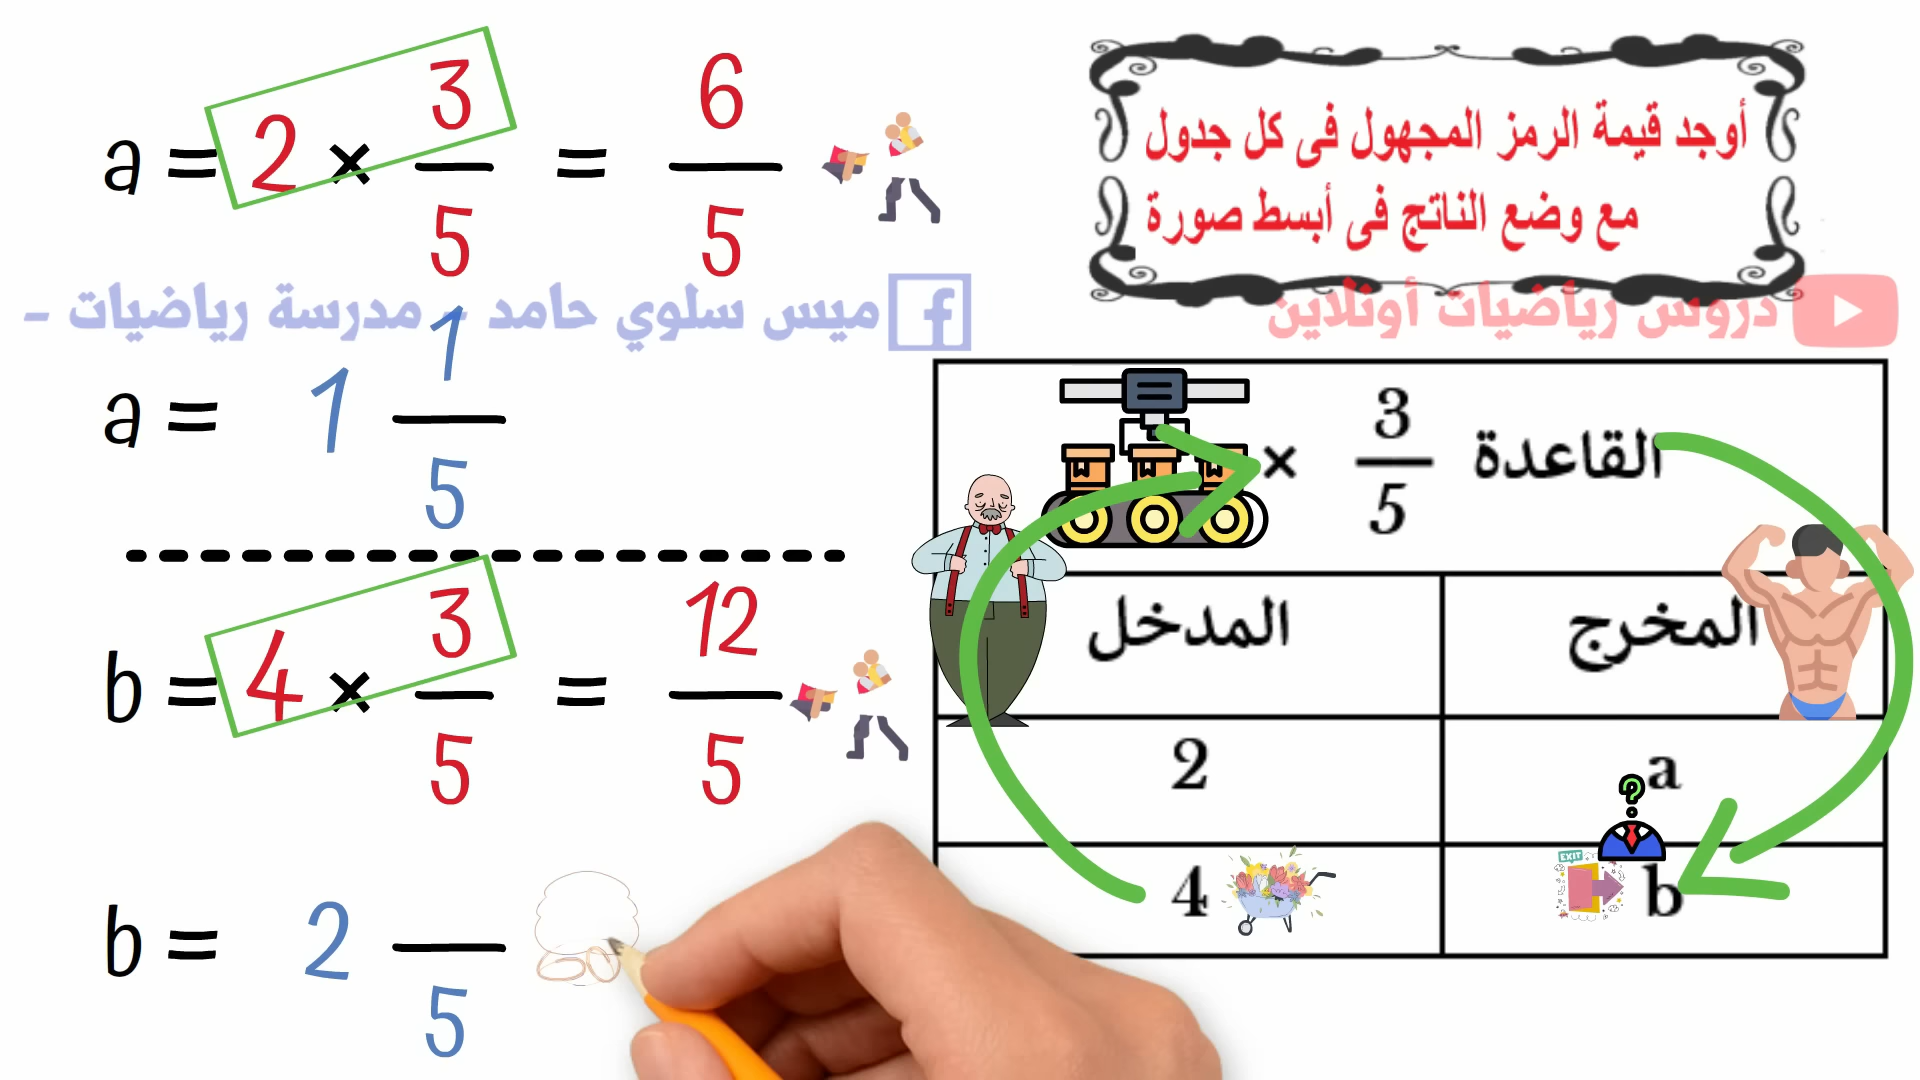 أوجد قيمة الرمز المجهول فى كل جدول
مع وضع الناتج فى أبسط صورة
دروس رياضيات أونلاين
ميس سلوي حامد - مدرسة رياضيات -
a = 2 × 3/5 = 6/5
a = 1 1/5
b = 4 × 3/5 = 12/5
b = 2 /5
القاعدة × 3/5
المدخل المخرج
2 a
?
4 b
EXIT